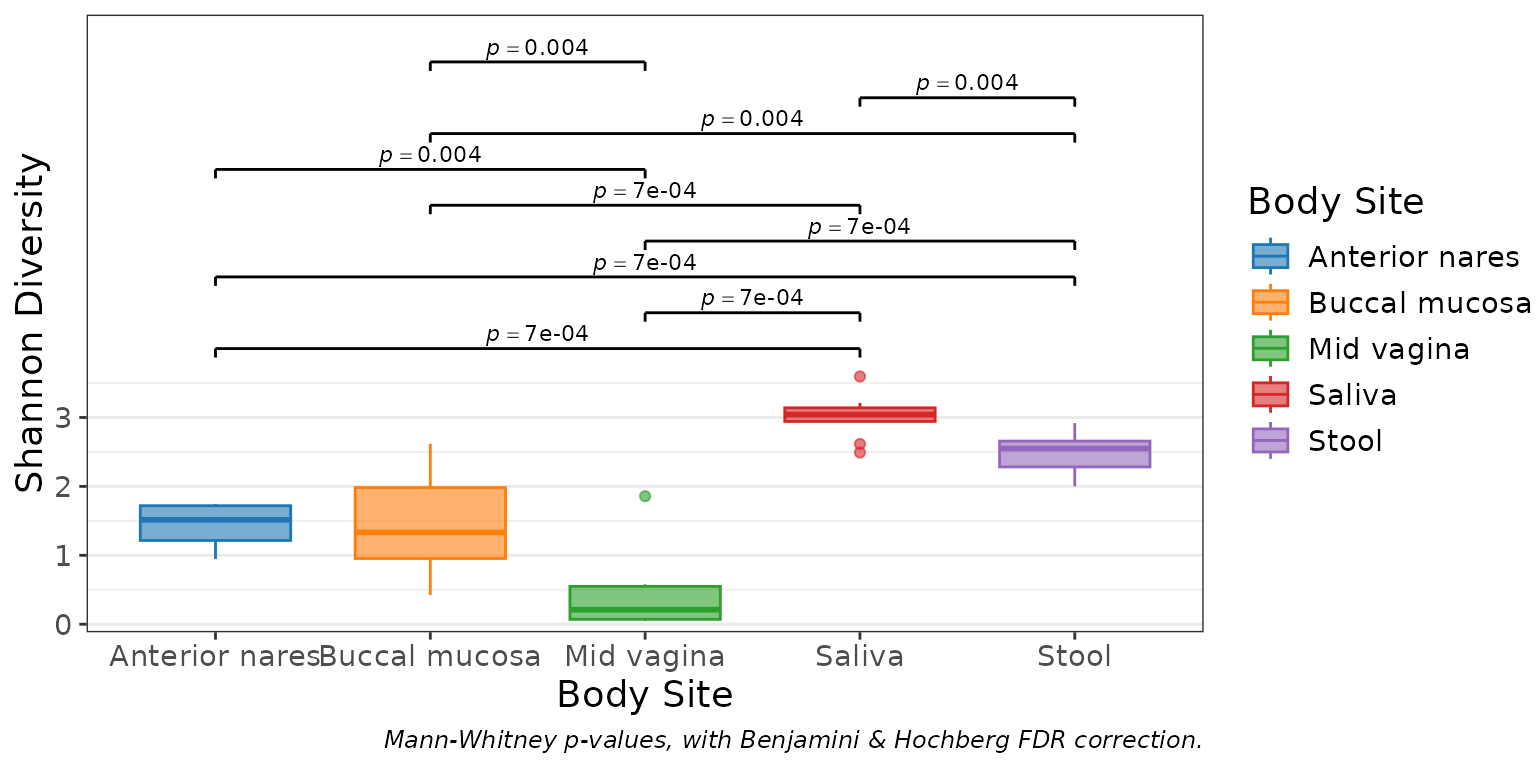 p = 0.004
p = 0.004
p = 0.004
p = 0.004
p = 7e-04
p = 7e-04
p = 7e-04
p = 7e-04
p = 7e-04
Shannon Diversity
3
2
1
0
Anterior nares
Buccal mucosa
Mid vagina
Saliva
Stool
Body Site
Mann-Whitney p-values, with Benjamini & Hochberg FDR correction.
Body Site
Anterior nares
Buccal mucosa
Mid vagina
Saliva
Stool